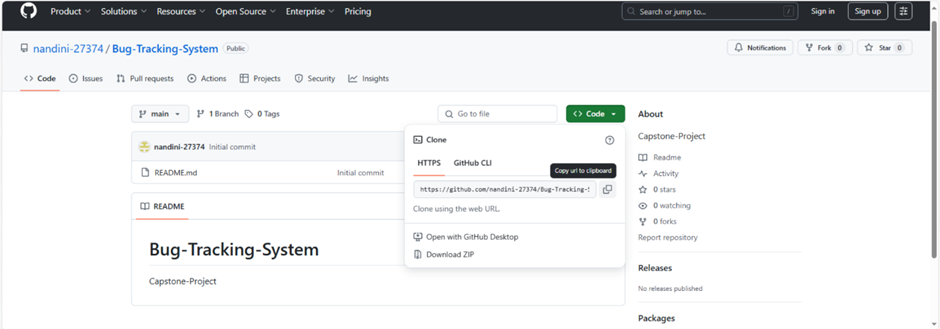 Product Solutions Resources Open Source Enterprise Pricing Search or jump to... / Sign in Sign up
nandini-27374 / Bug-Tracking-System Public Notifications Fork 0 Star 0
Code Issues Pull requests Actions Projects Security Insights
main 1 Branch 0 Tags Go to file Code
nandini-27374 Initial commit
README.md Initial commit
README
Bug-Tracking-System
Capstone-Project
Clone
HTTPS GitHub CLI
Copy url to clipboard
https://github.com/nandini-27374/Bug-Tracking-S
Clone using the web URL.
Open with GitHub Desktop
Download ZIP
About
Capstone-Project
Readme
Activity
0 stars
0 watching
0 forks
Report repository
Releases
No releases published
Packages